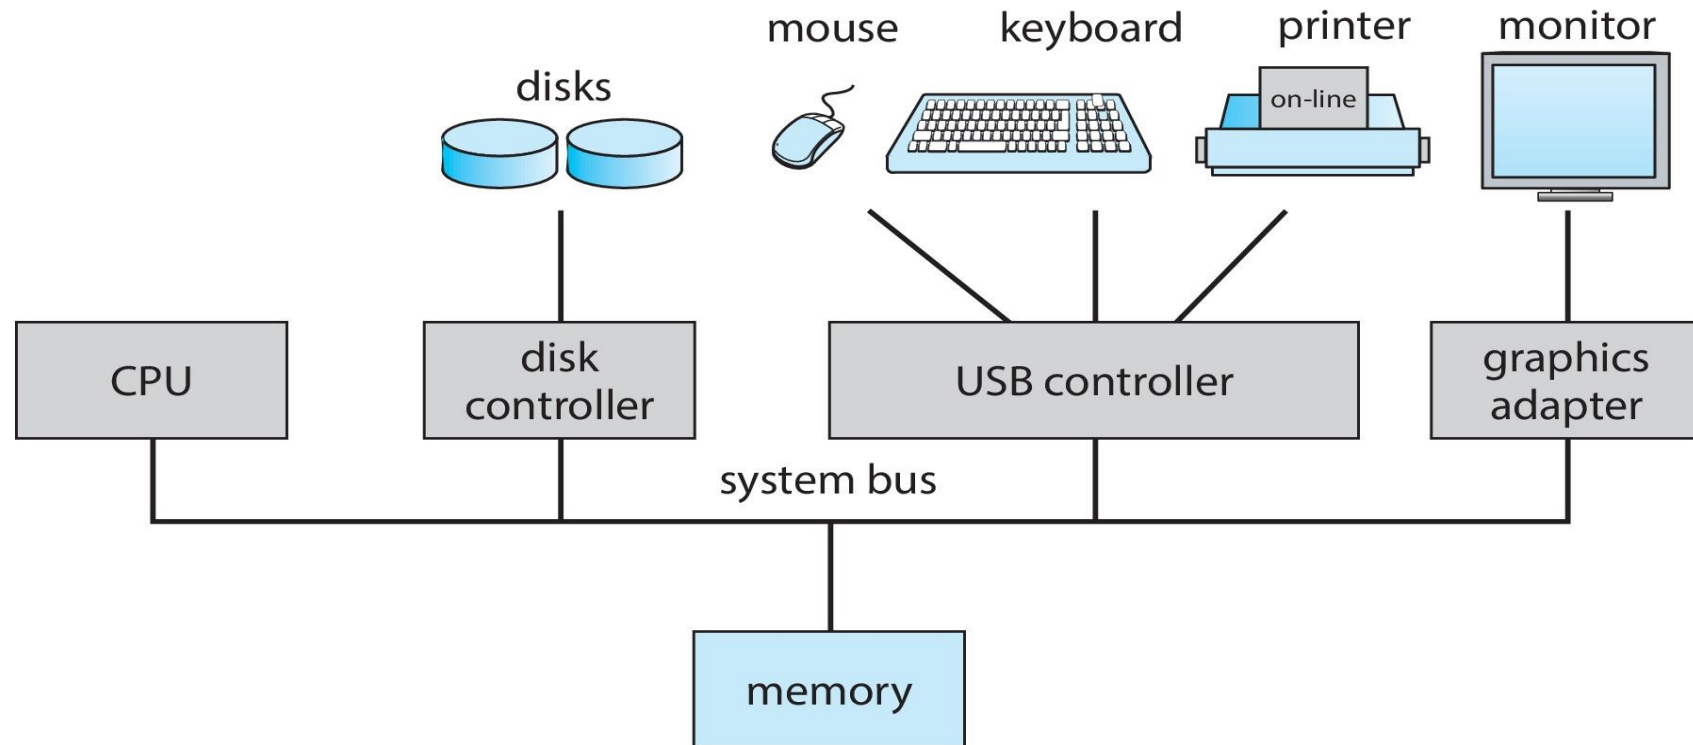 mouse
keyboard
printer
monitor
disks
on-line
CPU
disk
controller
USB controller
graphics
adapter
system bus
memory